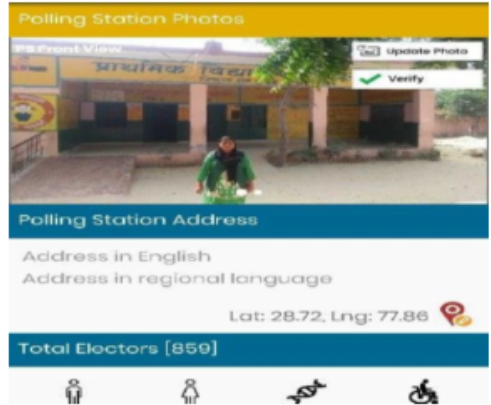 Polling Station Photos
PS Front View
Update Photo
Verify
प्राथमिक
Polling Station Address
Address in English
Address in regional language
Lat: 28.72, Lng: 77.86
Total Electors [859]